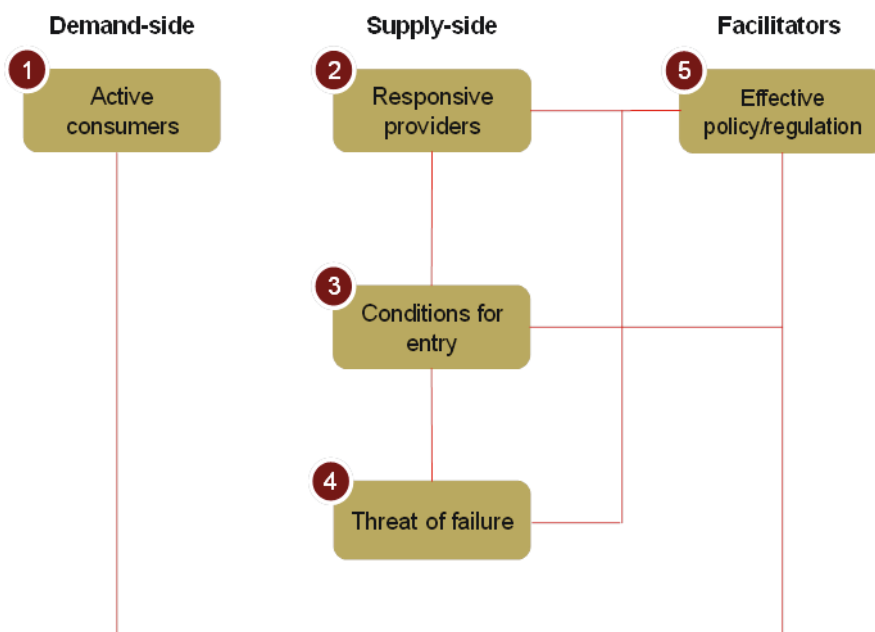 Demand-side
Supply-side
Facilitators
1
Active
consumers
2
Responsive
providers
5
Effective
policy/regulation
3
Conditions for
entry
4
Threat of failure